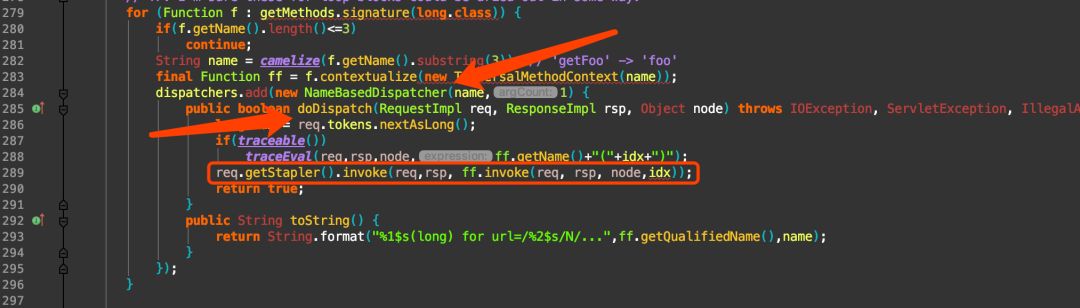 279 for (Function f : getMethods.signature(long.class)) {
280 if(f.getName().length()<=3)
281 continue;
282 String name = camelize(f.getName().substring(3)); // 'getFoo' -> 'foo'
283 final Function ff = f.contextualize(new TraversalMethodContext(name));
284 dispatchers.add(new NameBasedDispatcher(name, argCount: 1) {
285 public boolean doDispatch(RequestImpl req, ResponseImpl rsp, Object node) throws IOException, ServletException, IllegalA
286 = req.tokens.nextAsLong();
287 if(traceable())
288 traceEval(req,rsp,node, expression: ff.getName()+"("+idx+")");
289 req.getStapler().invoke(req,rsp, ff.invoke(req, rsp, node,idx));
290 return true;
291 }
292 public String toString() {
293 return String.format("%1$s(long) for url=/%2$s/N/...",ff.getQualifiedName(),name);
294 }
295 });
296 }
297